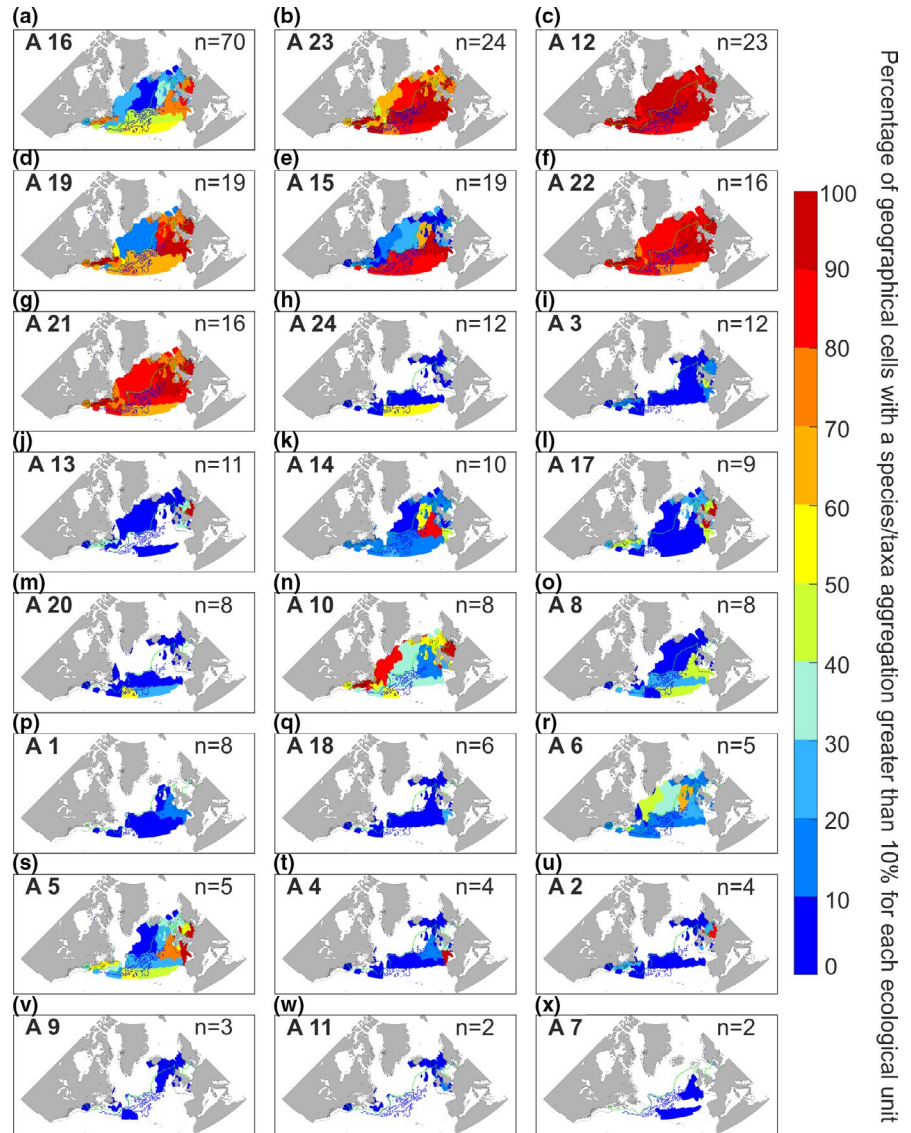 (a) (b) (c)
A 16 n=70 A 23 n=24 A 12 n=23
(d) (e) (f)
A 19 n=19 A 15 n=19 A 22 n=16
(g) (h) (i)
A 21 n=16 A 24 n=12 A 3 n=12
(j) (k) (l)
A 13 n=11 A 14 n=10 A 17 n=9
(m) (n) (o)
A 20 n=8 A 10 n=8 A 8 n=8
(p) (q) (r)
A 1 n=8 A 18 n=6 A 6 n=5
(s) (t) (u)
A 5 n=5 A 4 n=4 A 2 n=4
(v) (w) (x)
A 9 n=3 A 11 n=2 A 7 n=2
100
90
80
70
60
50
40
30
20
10
0
Percentage of geographical cells with a species/taxa aggregation greater than 10% for each ecological unit